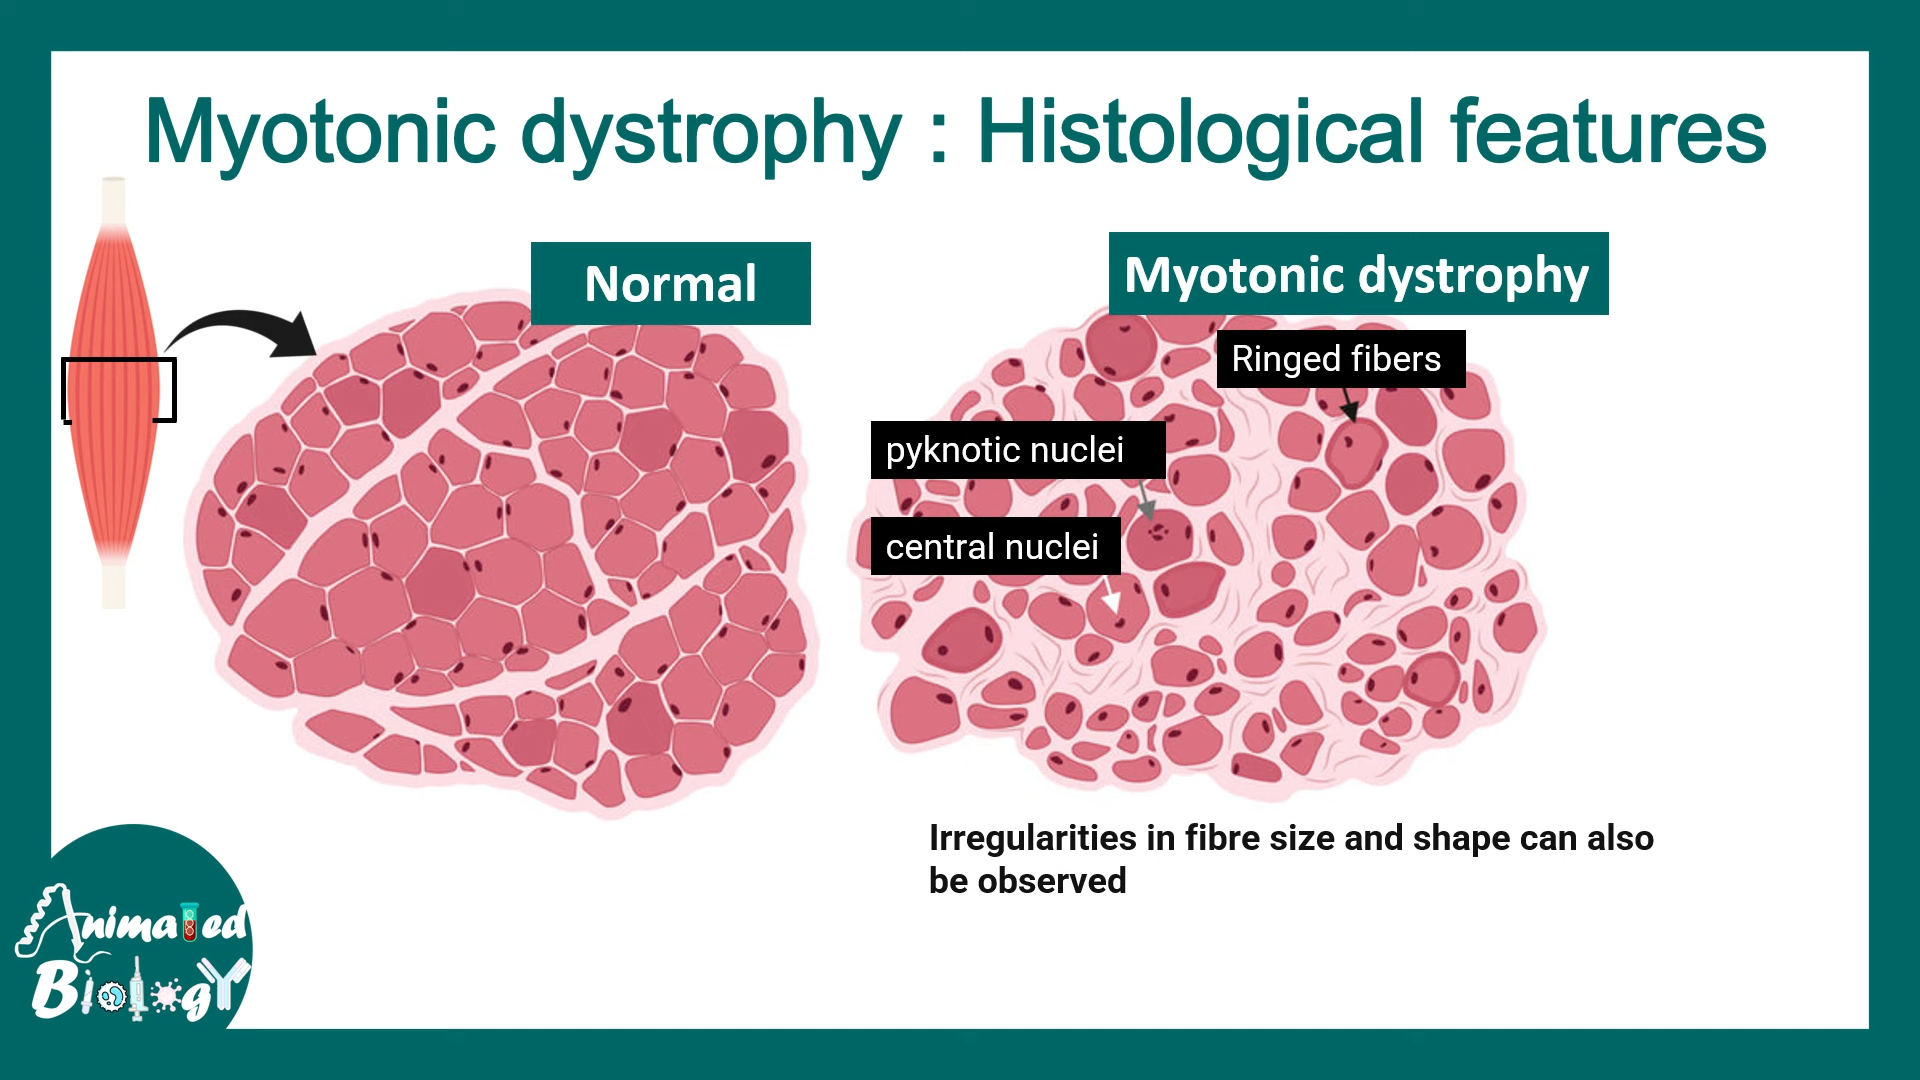 Myotonic dystrophy : Histological features
Normal
Myotonic dystrophy
Ringed fibers
pyknotic nuclei
central nuclei
Irregularities in fibre size and shape can also
be observed
Animated
Biology